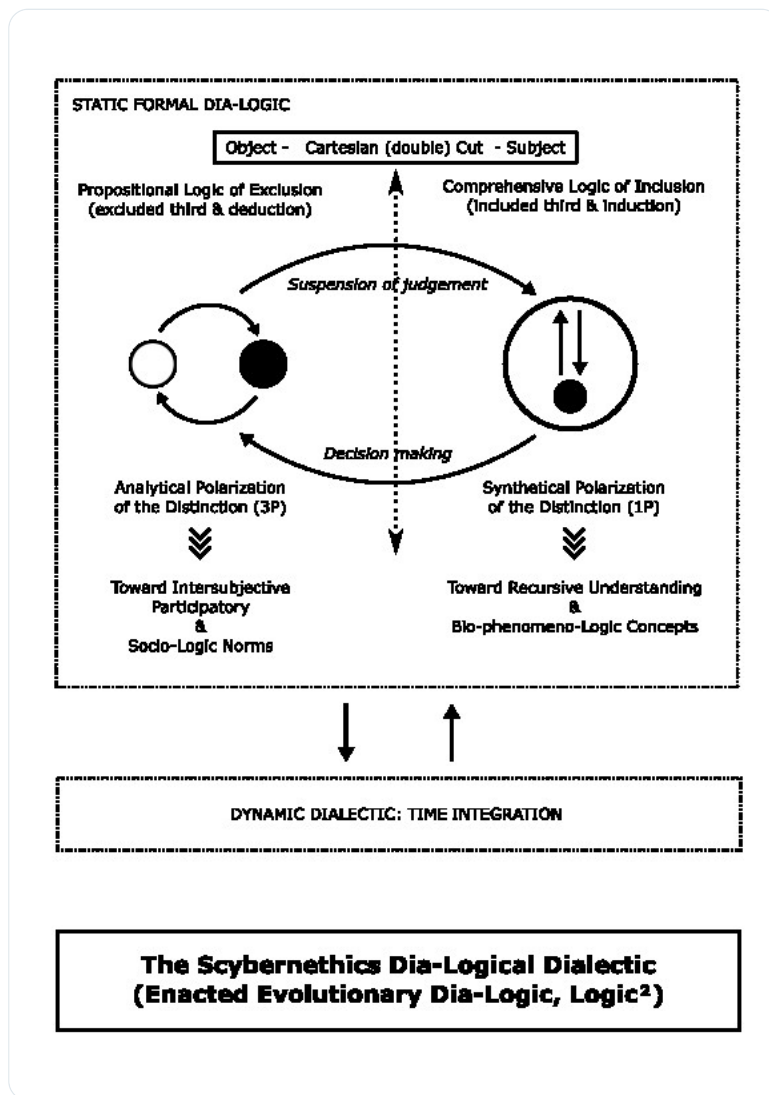 STATIC FORMAL DIA-LOGIC
Object - Cartesian (double) Cut - Subject
Propositional Logic of Exclusion
(excluded third & deduction)
Comprehensive Logic of Inclusion
(included third & induction)
Suspension of judgement
Decision making
Analytical Polarization
of the Distinction (3P)
Synthetical Polarization
of the Distinction (1P)
Toward Intersubjective
Participatory
&
Socio-Logic Norms
Toward Recursive Understanding
&
Bio-phenomeno-Logic Concepts
DYNAMIC DIALECTIC: TIME INTEGRATION
The Scybernethics Dia-Logical Dialectic
(Enacted Evolutionary Dia-Logic, Logic²)